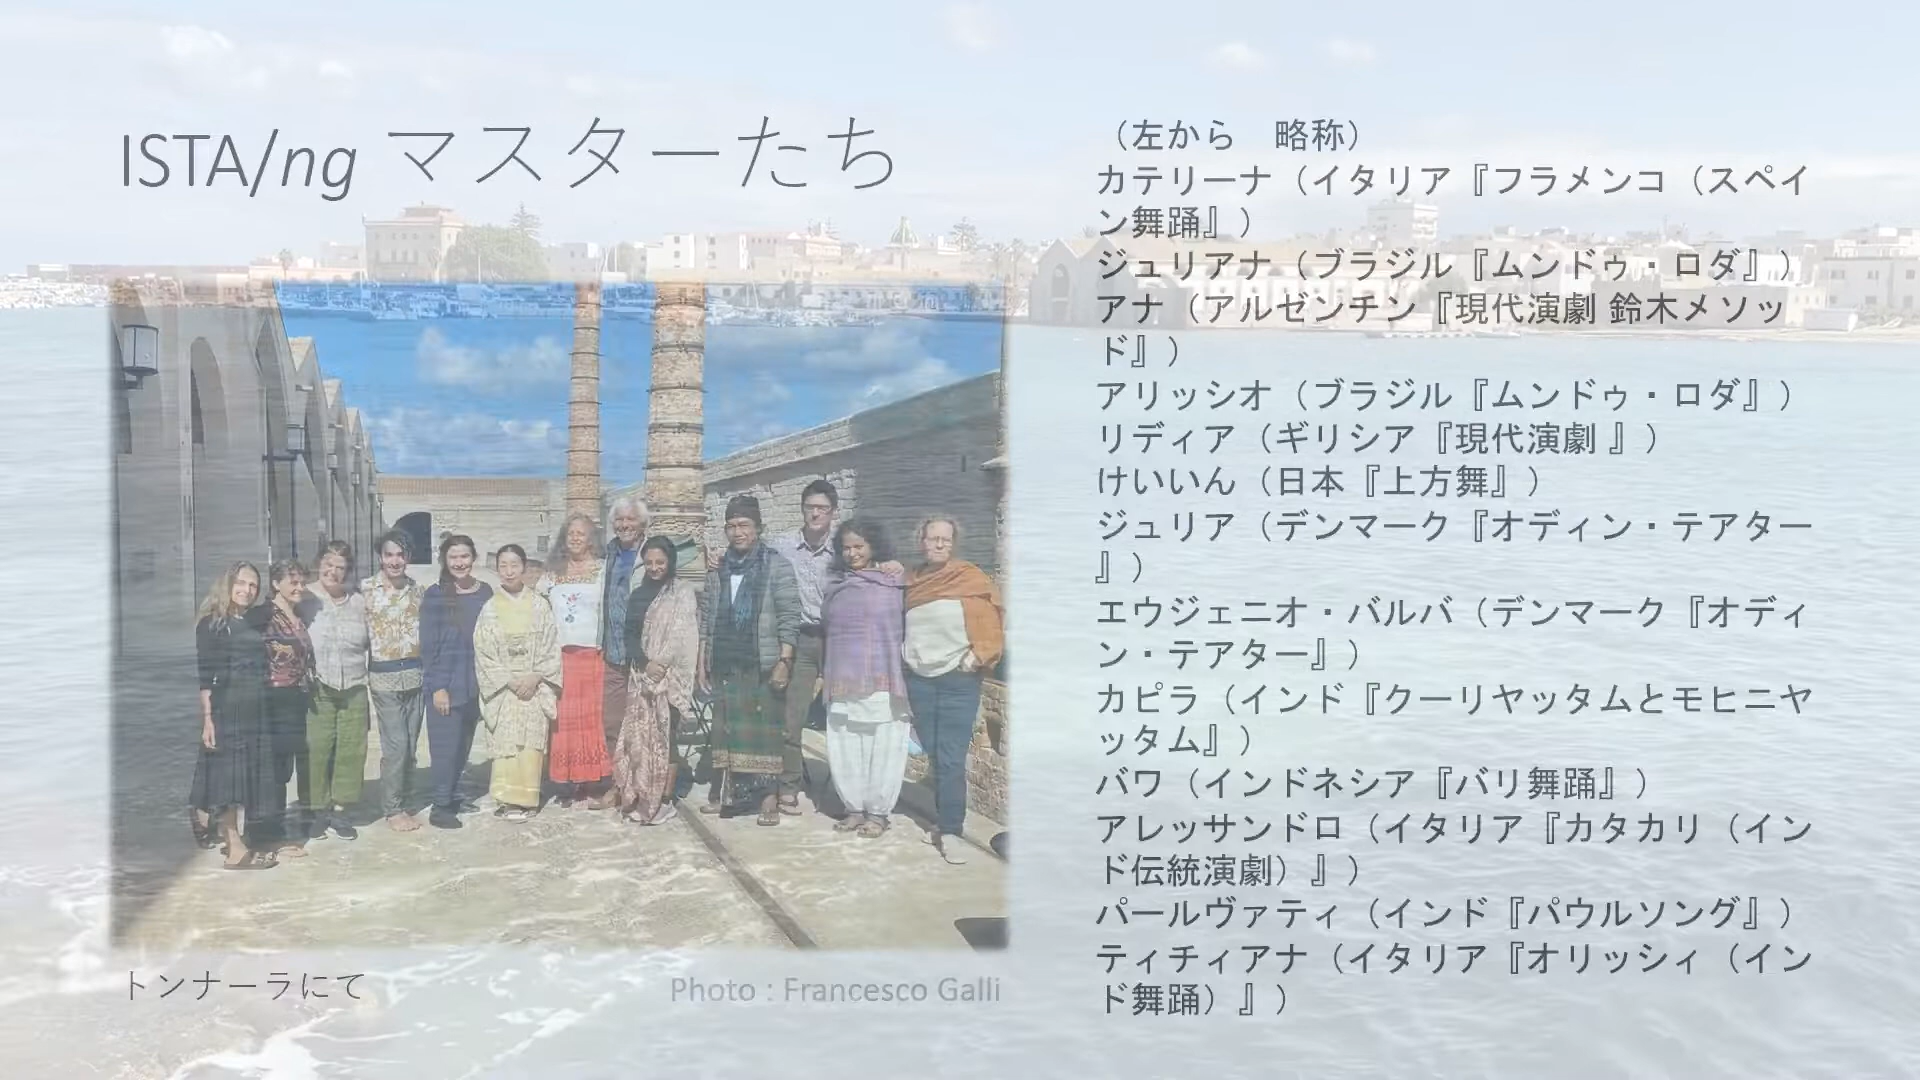 ISTA/ng マスターたち
（左から　略称）
カテリーナ（イタリア『フラメンコ（スペイ
ン舞踊』）
ジュリアナ（ブラジル『ムンドゥ・ロダ』）
アナ（アルゼンチン『現代演劇 鈴木メソッ
ド』）
アリッシオ（ブラジル『ムンドゥ・ロダ』）
リディア（ギリシア『現代演劇 』）
けいいん（日本『上方舞』）
ジュリア（デンマーク『オディン・テアター
』）
エウジェニオ・バルバ（デンマーク『オディ
ン・テアター』）
カピラ（インド『クーリヤッタムとモヒニヤ
ッタム』）
バワ（インドネシア『バリ舞踊』）
アレッサンドロ（イタリア『カタカリ（イン
ド伝統演劇）』）
パールヴァティ（インド『パウルソング』）
ティチィアナ（イタリア『オリッシィ（イン
ド舞踊）』）
トンナーラにて
Photo : Francesco Galli